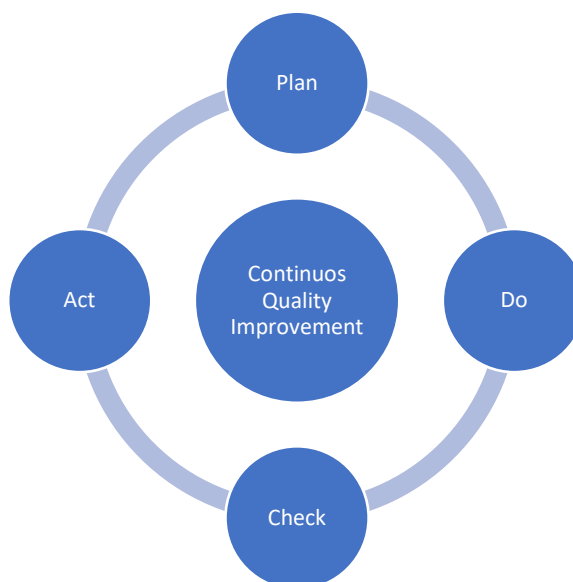 Plan
Act
Continuos
Quality
Improvement
Do
Check